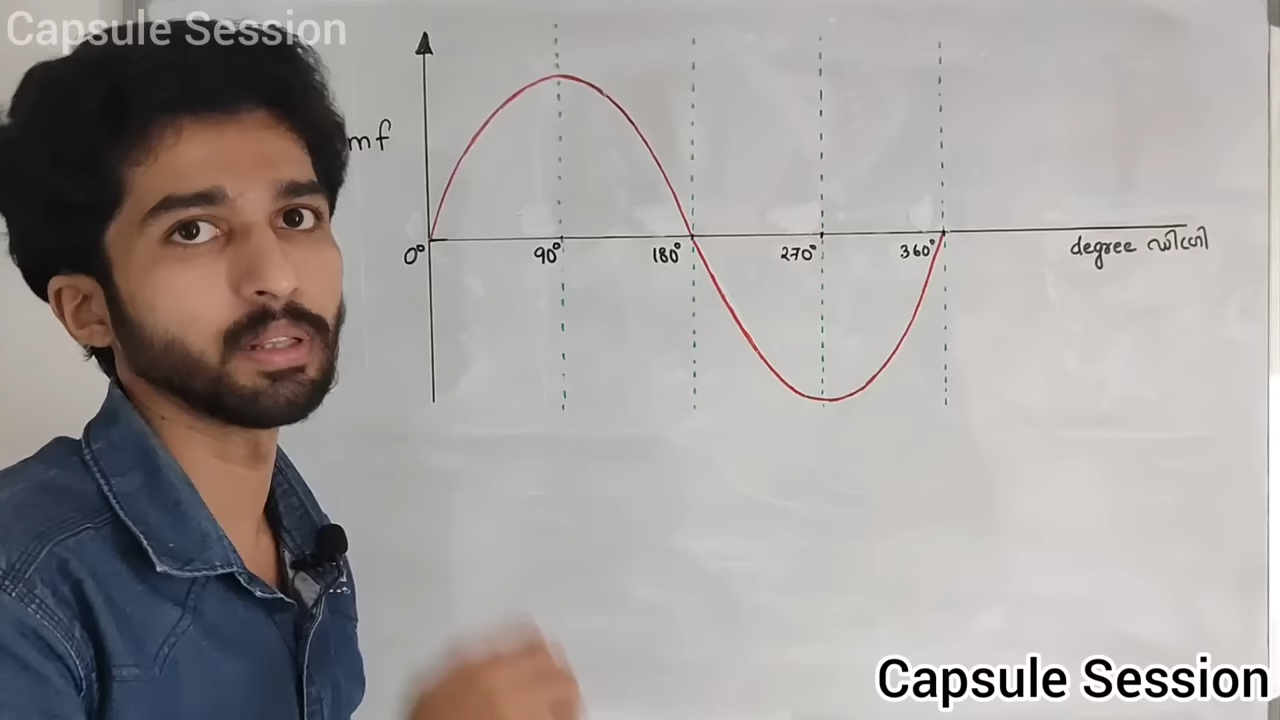 Capsule Session
mf
0° 90° 180° 270° 360°
degree ഡിഗ്രി
Capsule Session